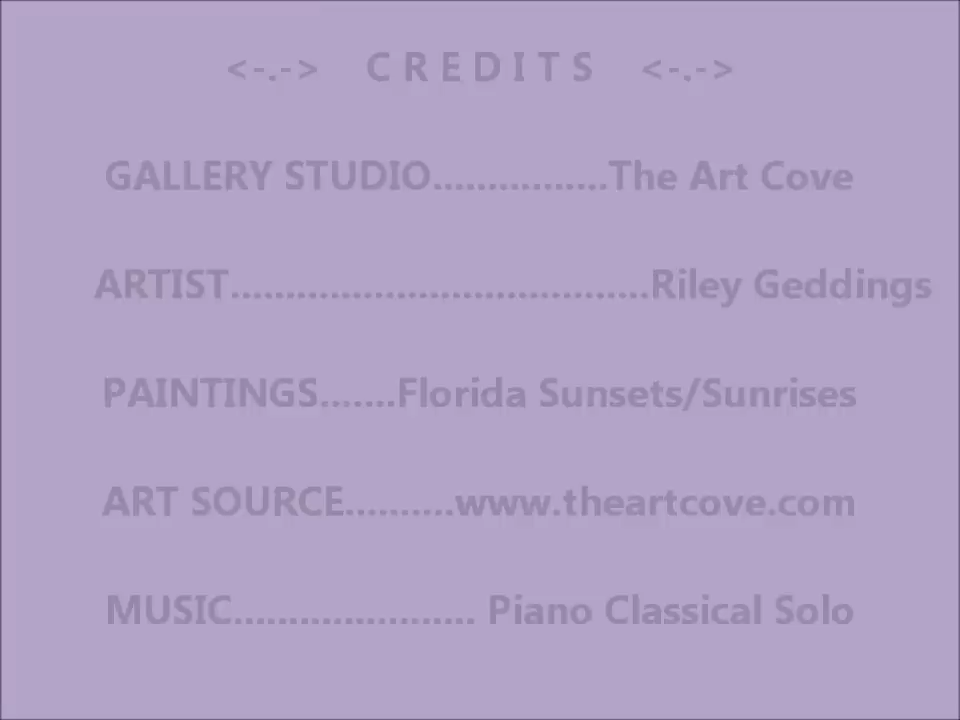 <-.-> C R E D I T S <-.->
GALLERY STUDIO................The Art Cove
ARTIST......................................Riley Geddings
PAINTINGS.......Florida Sunsets/Sunrises
ART SOURCE..........www.theartcove.com
MUSIC...................... Piano Classical Solo